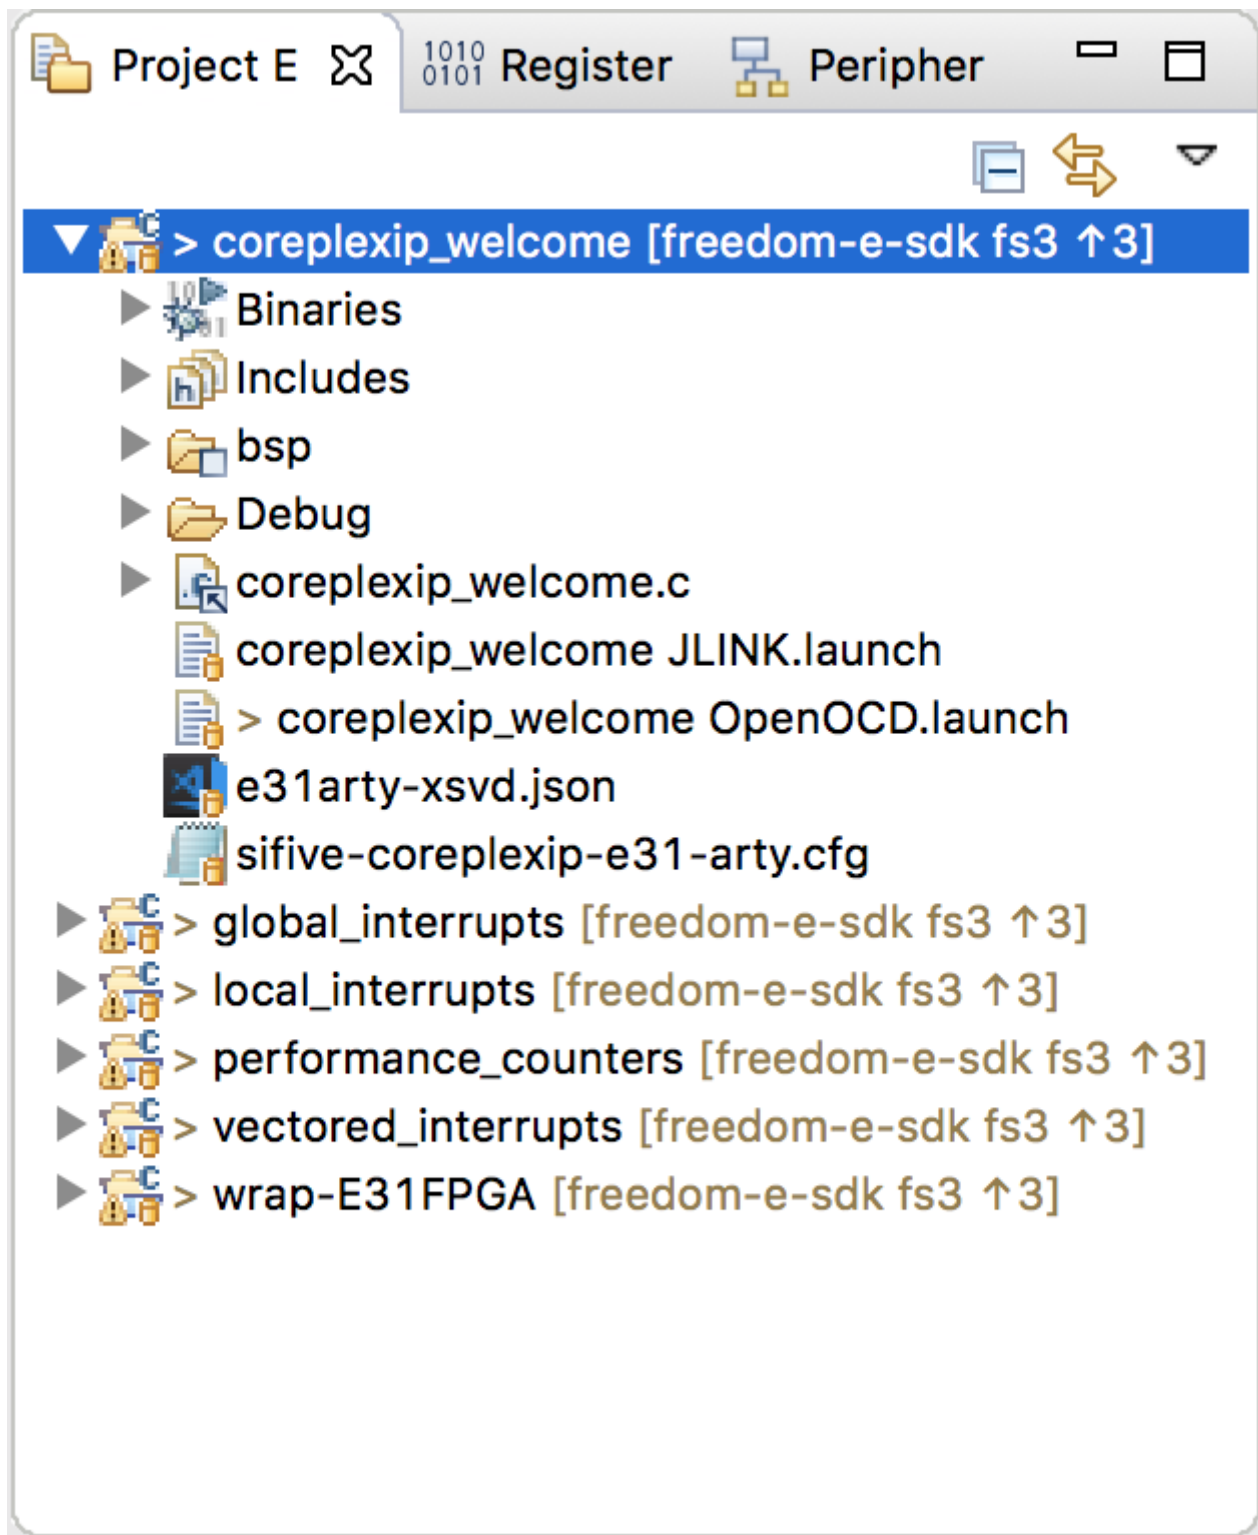 Project E 1010 0101 Register Peripher
> coreplexip_welcome [freedom-e-sdk fs3 ↑3]
Binaries
Includes
bsp
Debug
coreplexip_welcome.c
coreplexip_welcome JLINK.launch
> coreplexip_welcome OpenOCD.launch
e31arty-xsvd.json
sifive-coreplexip-e31-arty.cfg
> global_interrupts [freedom-e-sdk fs3 ↑3]
> local_interrupts [freedom-e-sdk fs3 ↑3]
> performance_counters [freedom-e-sdk fs3 ↑3]
> vectored_interrupts [freedom-e-sdk fs3 ↑3]
> wrap-E31FPGA [freedom-e-sdk fs3 ↑3]